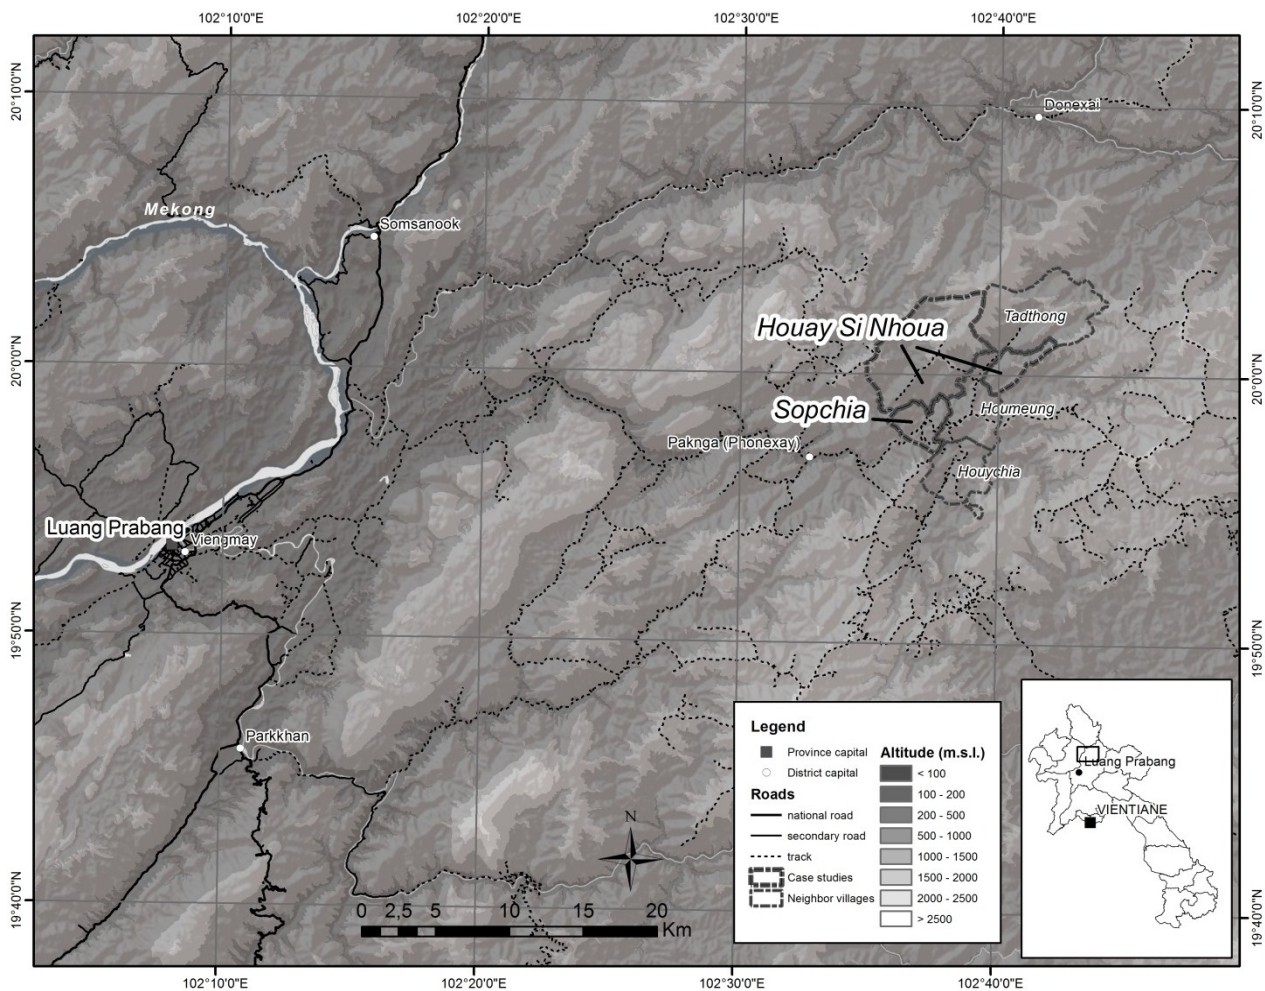 102°10'0"E
102°20'0"E
102°30'0"E
102°40'0"E
20°10'0"N
20°10'0"N
Donexai
Mekong
Somsanook
Tadthong
Houay Si Nhoua
20°0'0"N
20°0'0"N
Sopchia
Houmeung
Paknga (Phonexay)
Houychia
Luang Prabang
Viengmay
19°50'0"N
19°50'0"N
Parkkhan
Legend
Province capital
District capital
Roads
national road
secondary road
track
Case studies
Neighbor villages
Altitude (m.s.l.)
< 100
100 - 200
200 - 500
500 - 1000
1000 - 1500
1500 - 2000
2000 - 2500
> 2500
Luang Prabang
VIENTIANE
N
19°40'0"N
19°40'0"N
0 2,5 5 10 15 20
Km
102°10'0"E
102°20'0"E
102°30'0"E
102°40'0"E